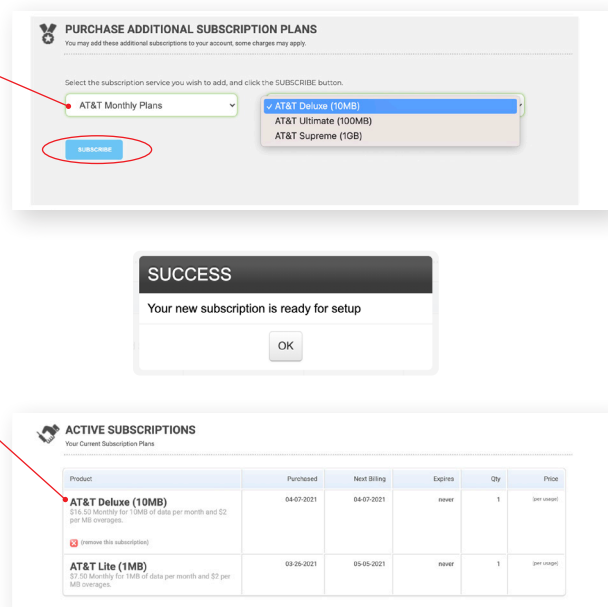 PURCHASE ADDITIONAL SUBSCRIPTION PLANS
You may add these additional subscriptions to your account, some charges may apply.
Select the subscription service you wish to add, and click the SUBSCRIBE button.
AT&T Monthly Plans
✓ AT&T Deluxe (10MB)
AT&T Ultimate (100MB)
AT&T Supreme (1GB)
SUBSCRIBE
SUCCESS
Your new subscription is ready for setup
OK
ACTIVE SUBSCRIPTIONS
Your Current Subscription Plans
Product Purchased Next Billing Expires Qty Price
AT&T Deluxe (10MB) 04-07-2021 04-07-2021 never 1 (per usage)
$16.50 Monthly for 10MB of data per month and $2
per MB overages.
(remove this subscription)
AT&T Lite (1MB) 03-26-2021 05-05-2021 never 1 (per usage)
$7.50 Monthly for 1MB of data per month and $2 per
MB overages.